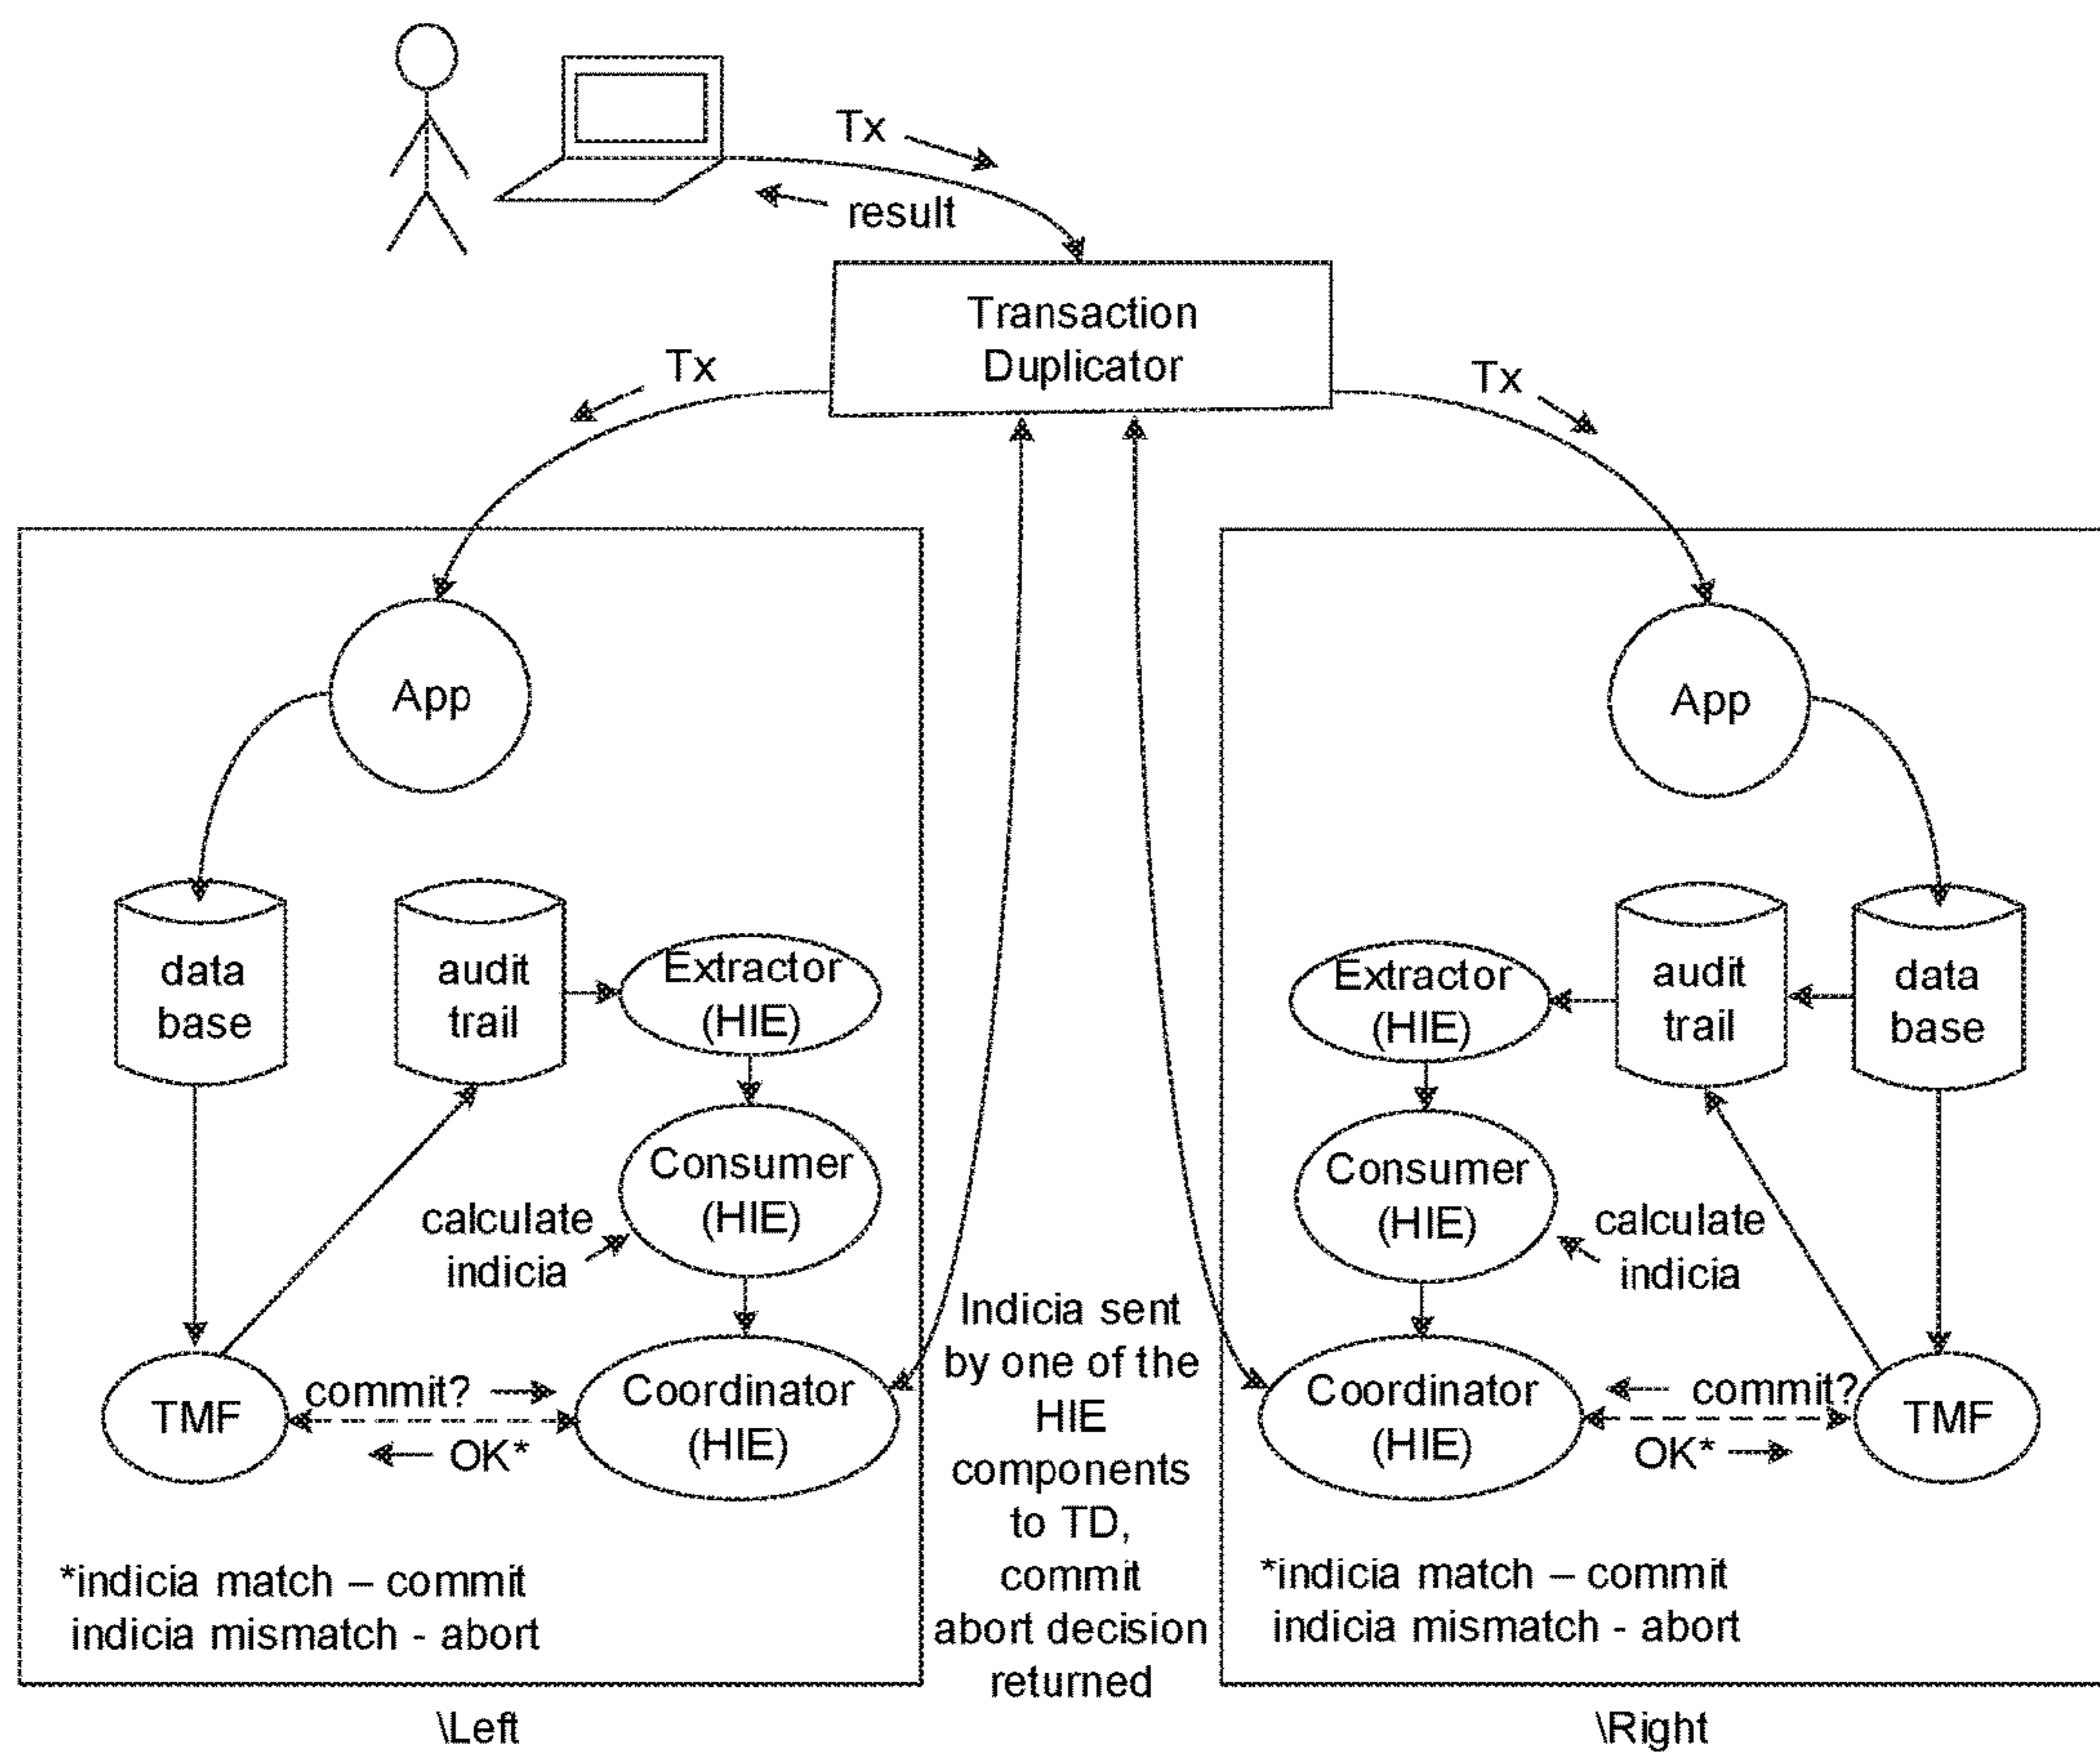 Tx
result
Transaction
Duplicator
Tx
Tx
App
App
data
base
audit
trail
Extractor
(HIE)
Consumer
(HIE)
calculate
indicia
Coordinator
(HIE)
TMF
commit?
OK*
*indicia match – commit
indicia mismatch - abort
\Left
Indicia sent
by one of the
HIE
components
to TD,
commit
abort decision
returned
Extractor
(HIE)
audit
trail
data
base
Consumer
(HIE)
calculate
indicia
Coordinator
(HIE)
commit?
OK*
TMF
*indicia match – commit
indicia mismatch - abort
\Right